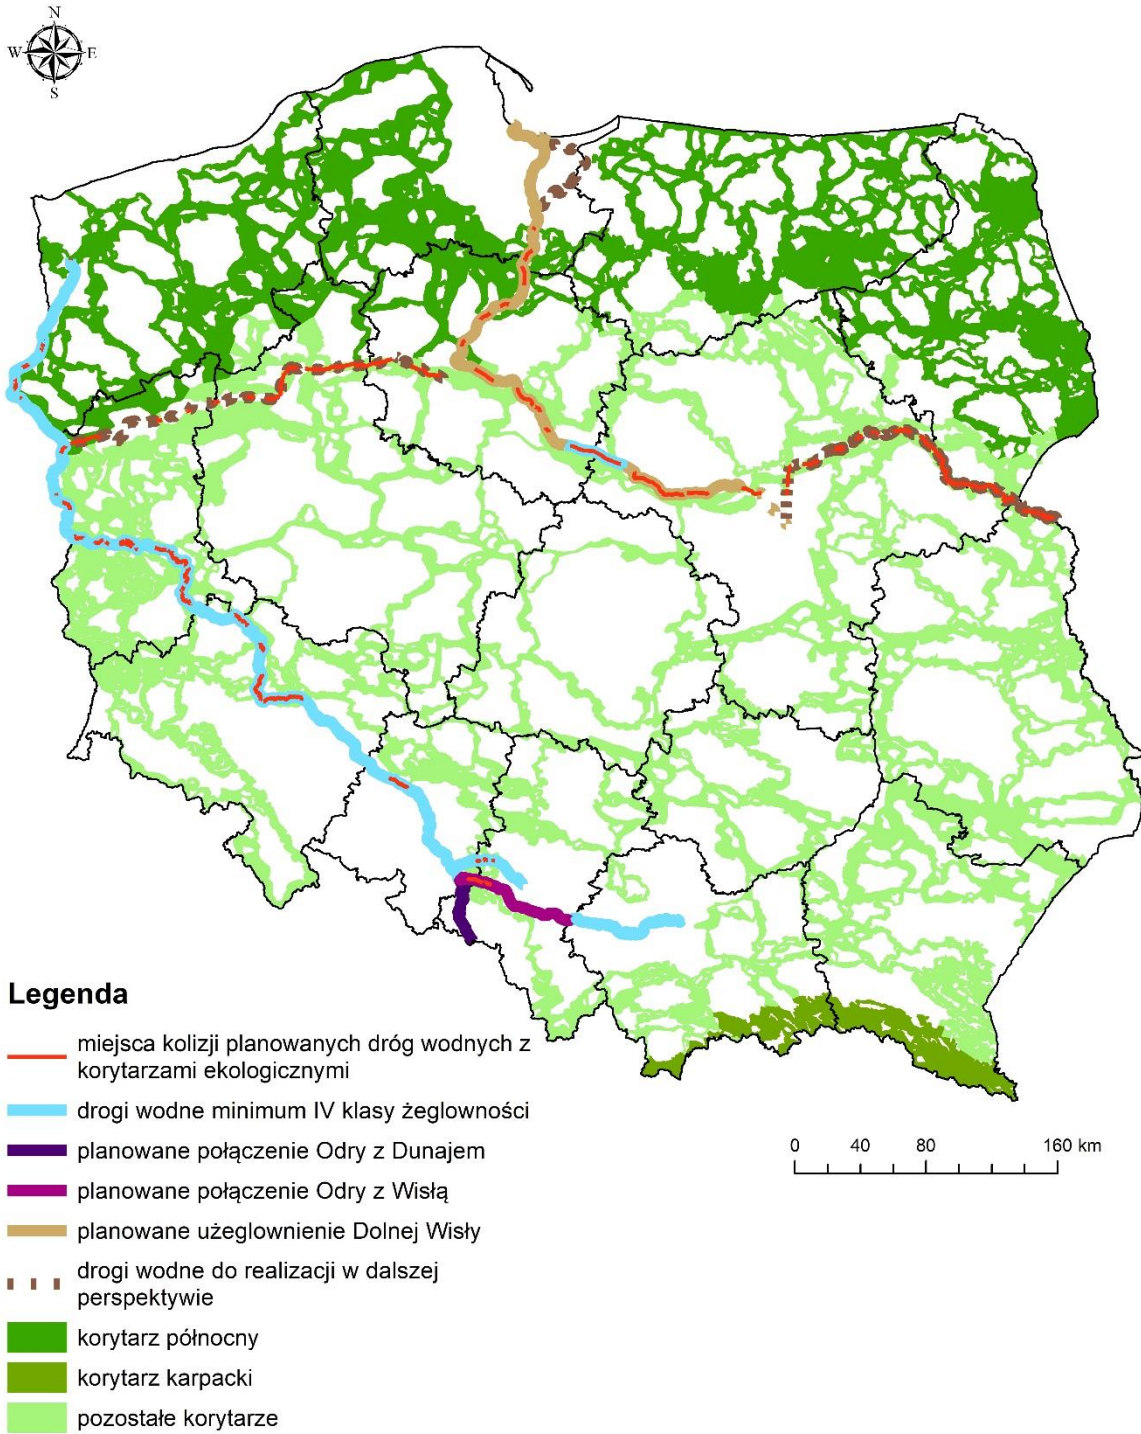 N
W E
S
Legenda
miejsca kolizji planowanych dróg wodnych z
korytarzami ekologicznymi
drogi wodne minimum IV klasy żeglowności
planowane połączenie Odry z Dunajem
planowane połączenie Odry z Wisłą
planowane użeglownienie Dolnej Wisły
drogi wodne do realizacji w dalszej
perspektywie
korytarz północny
korytarz karpacki
pozostałe korytarze
0 40 80 160 km